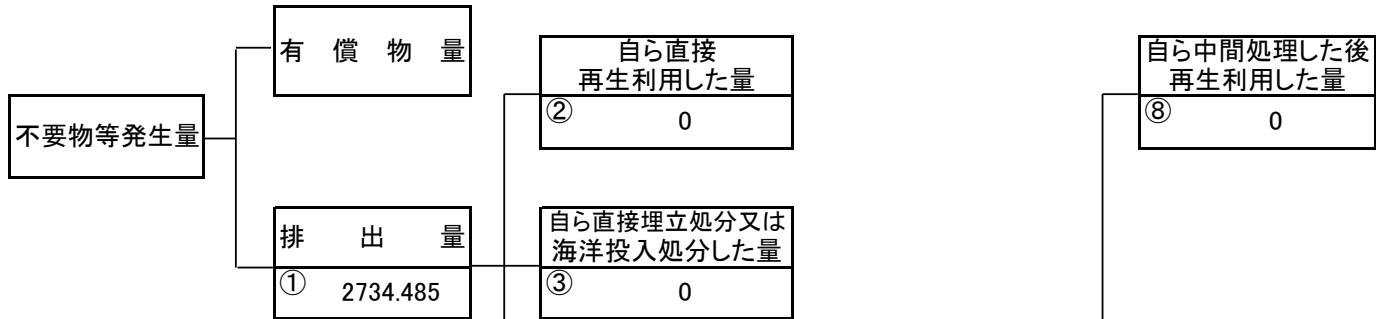 不要物等発生量
有償物量
排出量
① 2734.485
自ら直接
再生利用した量
② 0
自ら直接埋立処分又は
海洋投入処分した量
③ 0
自ら中間処理した後
再生利用した量
⑧ 0